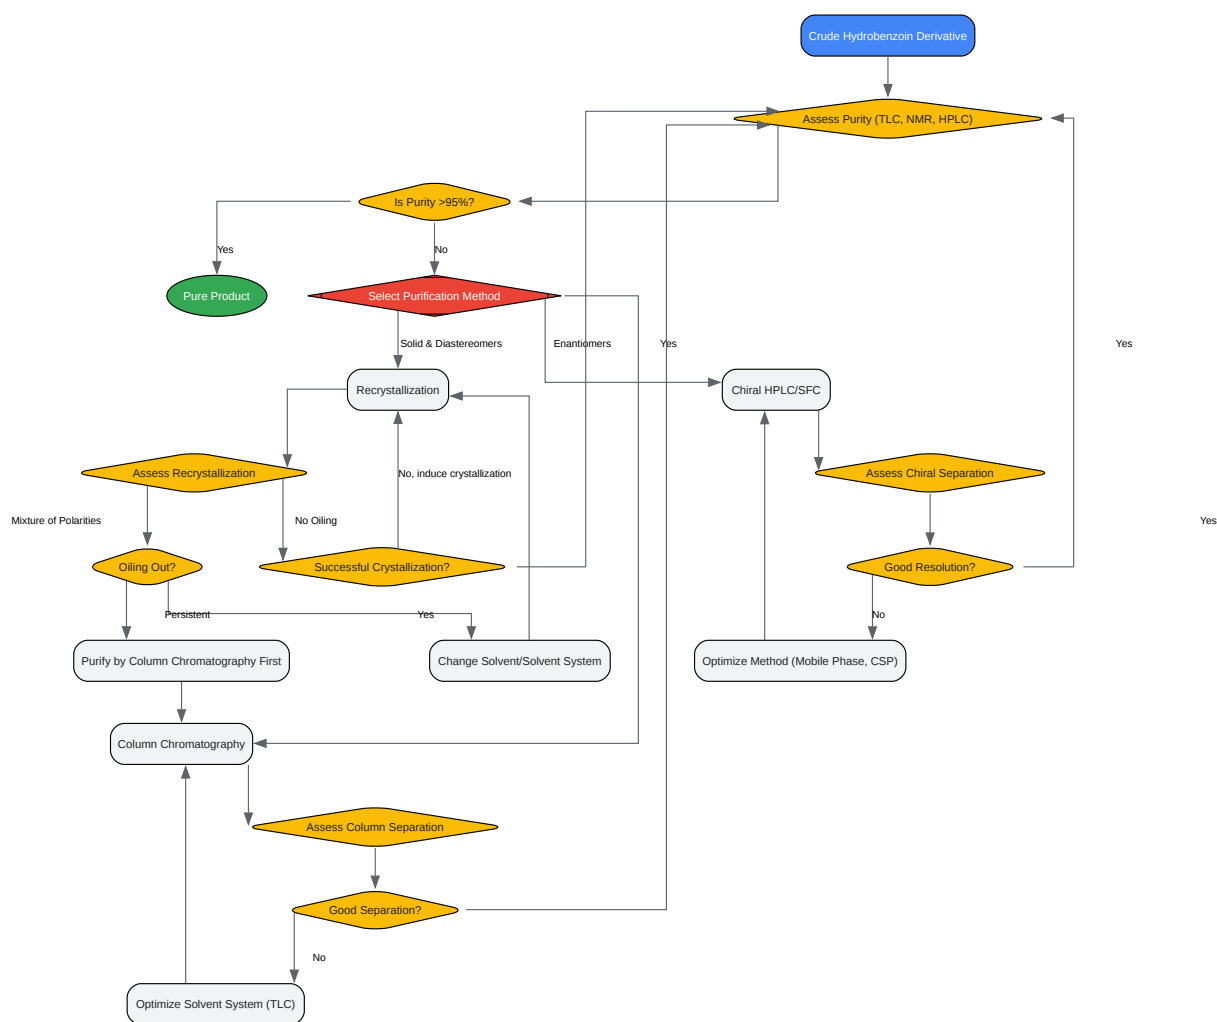 Crude Hydrobenzoin Derivative
Assess Purity (TLC, NMR, HPLC)
Is Purity >95%?
Yes
No
Pure Product
Select Purification Method
Solid & Diastereomers
Enantiomers
Yes
Yes
Recrystallization
Chiral HPLC/SFC
Assess Recrystallization
No, induce crystallization
Assess Chiral Separation
Mixture of Polarities
No Oiling
Yes
Oiling Out?
Successful Crystallization?
Good Resolution?
Persistent
Yes
No
Purify by Column Chromatography First
Change Solvent/Solvent System
Optimize Method (Mobile Phase, CSP)
Column Chromatography
Assess Column Separation
Good Separation?
No
Optimize Solvent System (TLC)